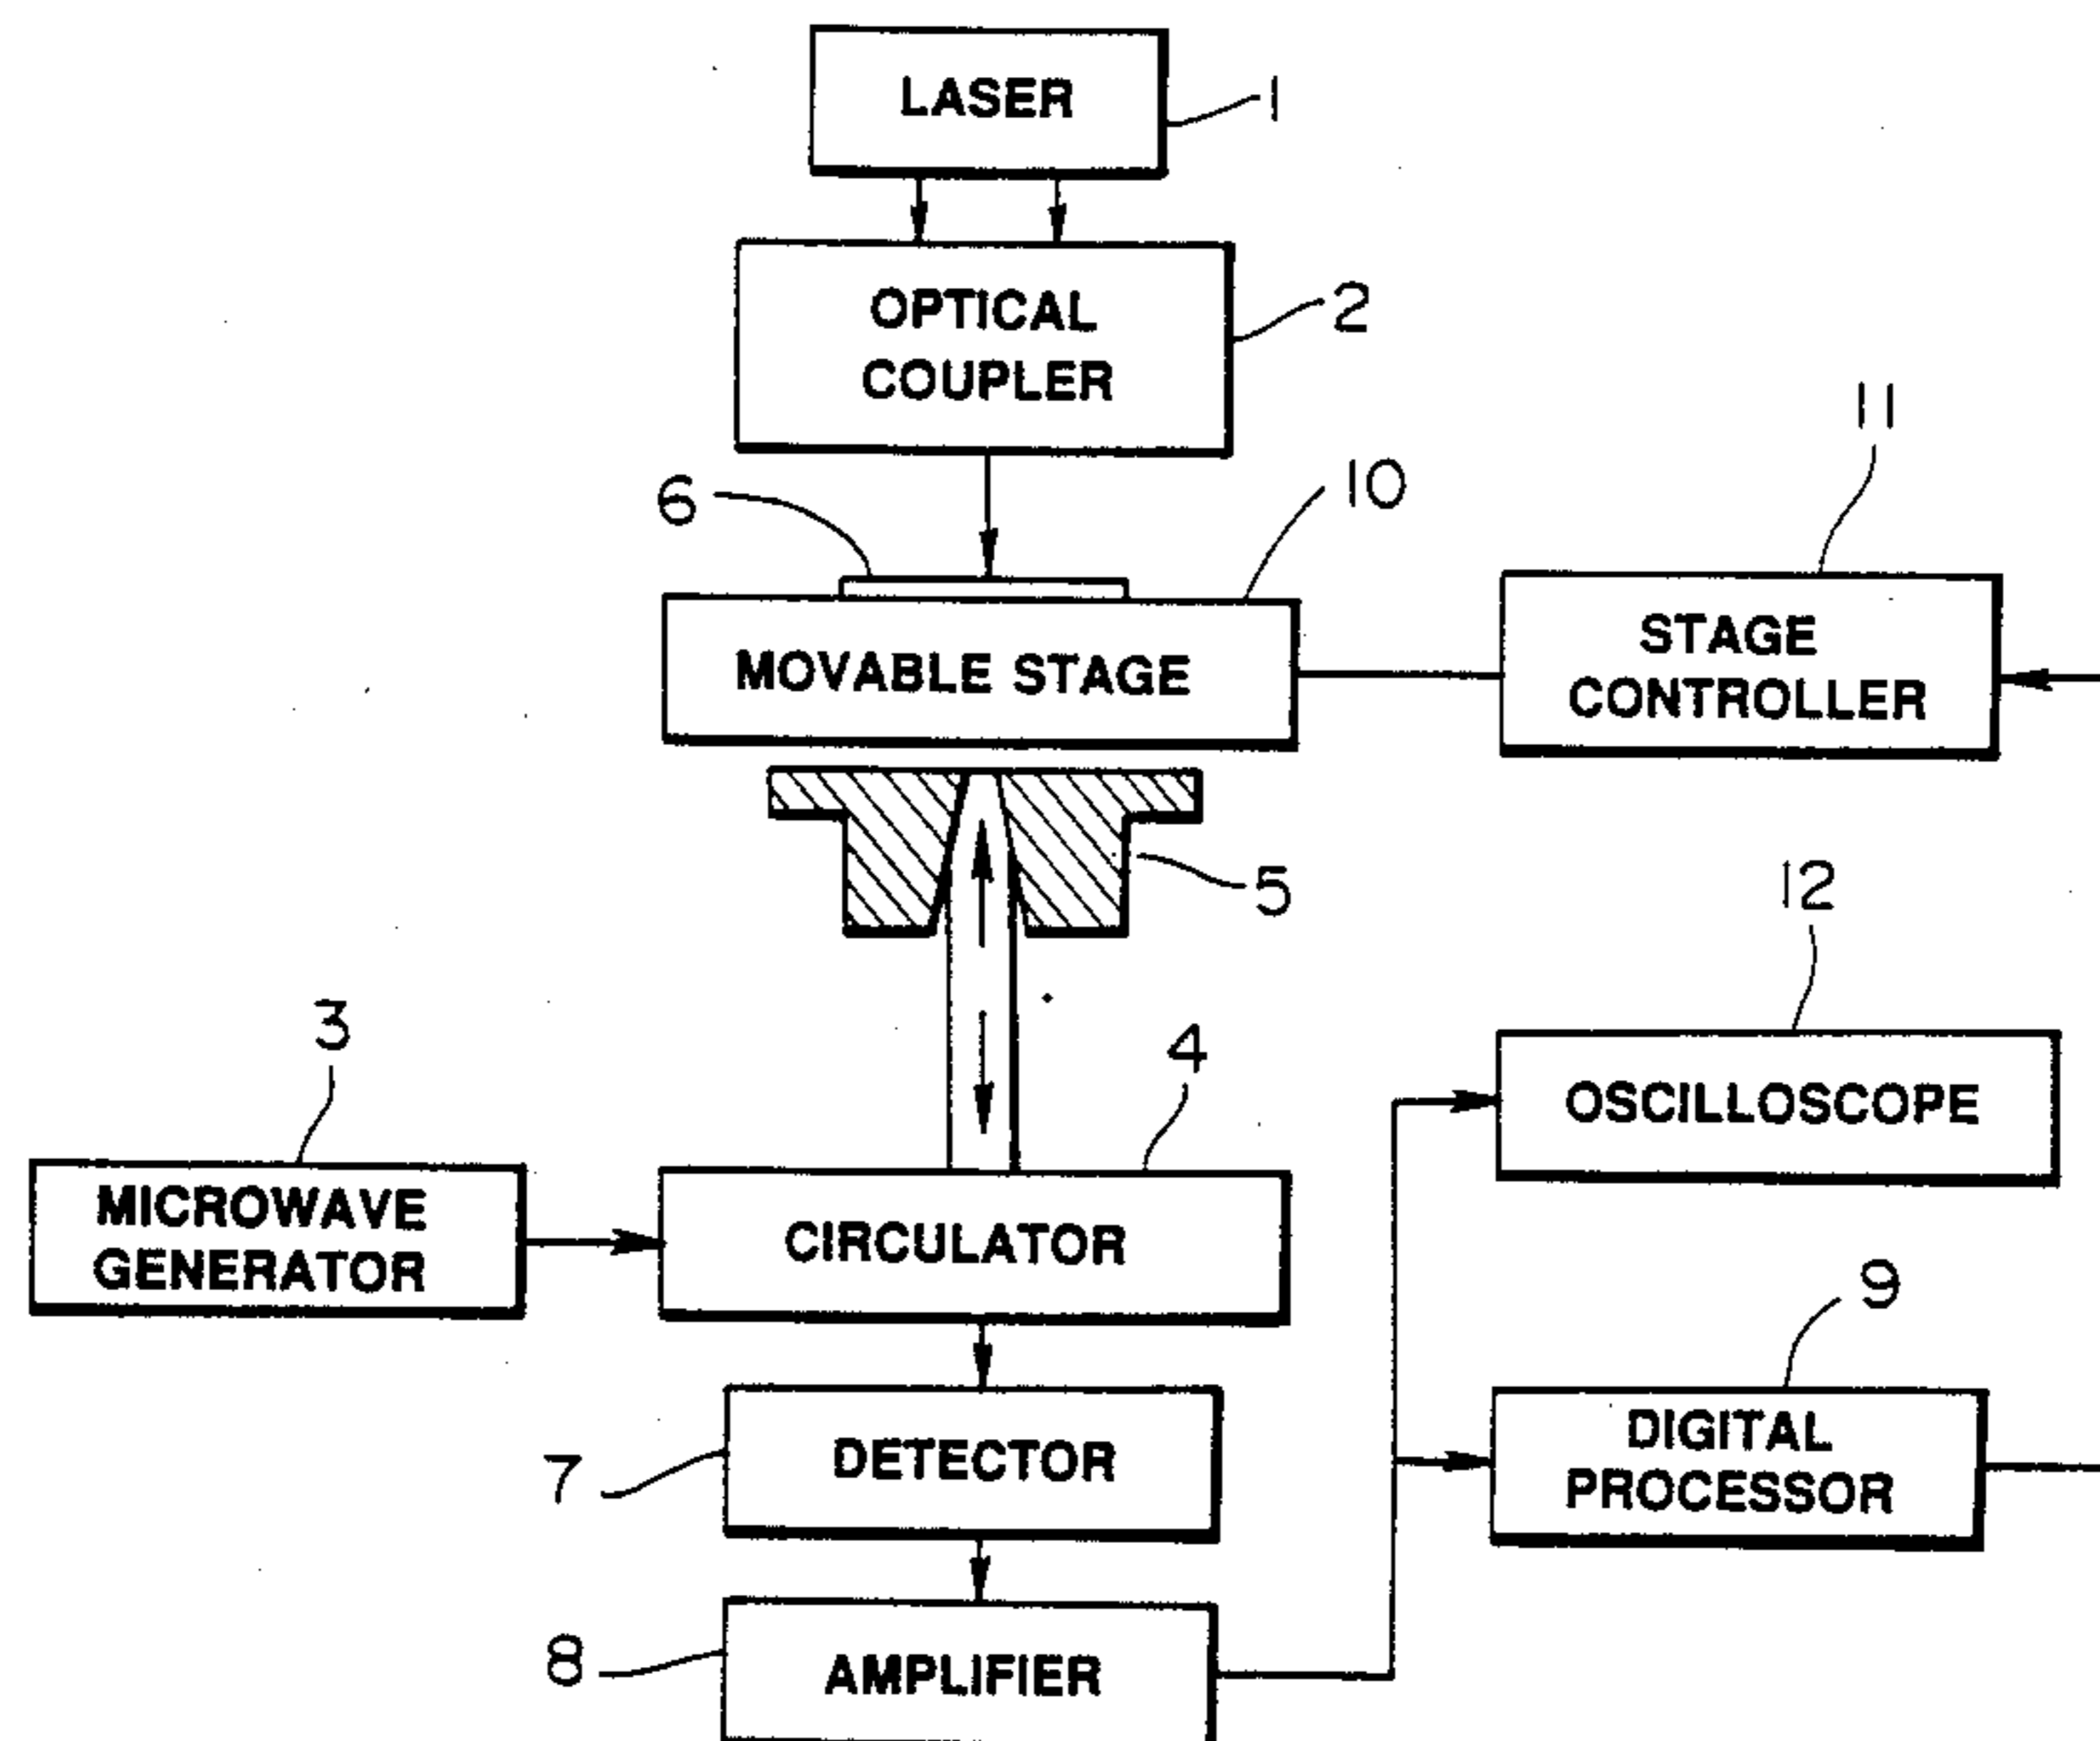 LASER
1
OPTICAL
COUPLER
2
6
10
11
MOVABLE STAGE
STAGE
CONTROLLER
5
12
3
4
OSCILLOSCOPE
MICROWAVE
GENERATOR
CIRCULATOR
9
DETECTOR
7
DIGITAL
PROCESSOR
8
AMPLIFIER